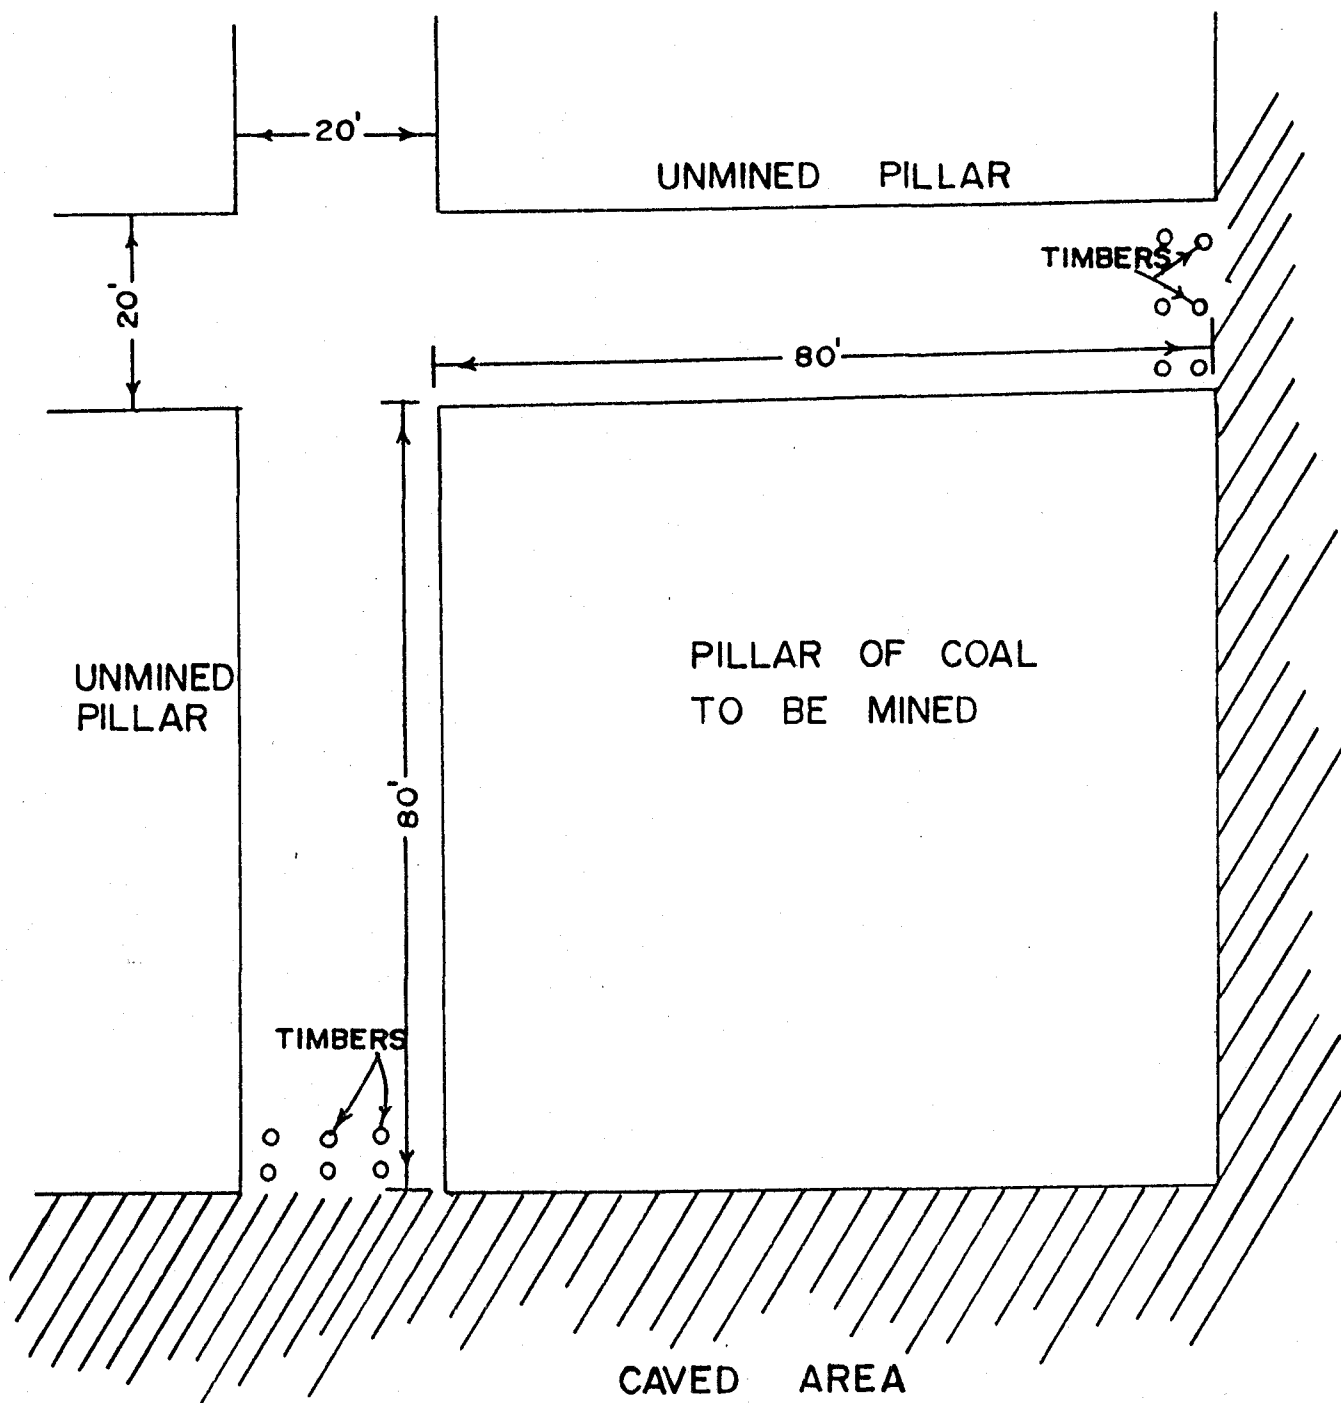 20'
UNMINED PILLAR
TIMBERS
20'
80'
UNMINED
PILLAR
PILLAR OF COAL
TO BE MINED
80'
TIMBERS
CAVED AREA